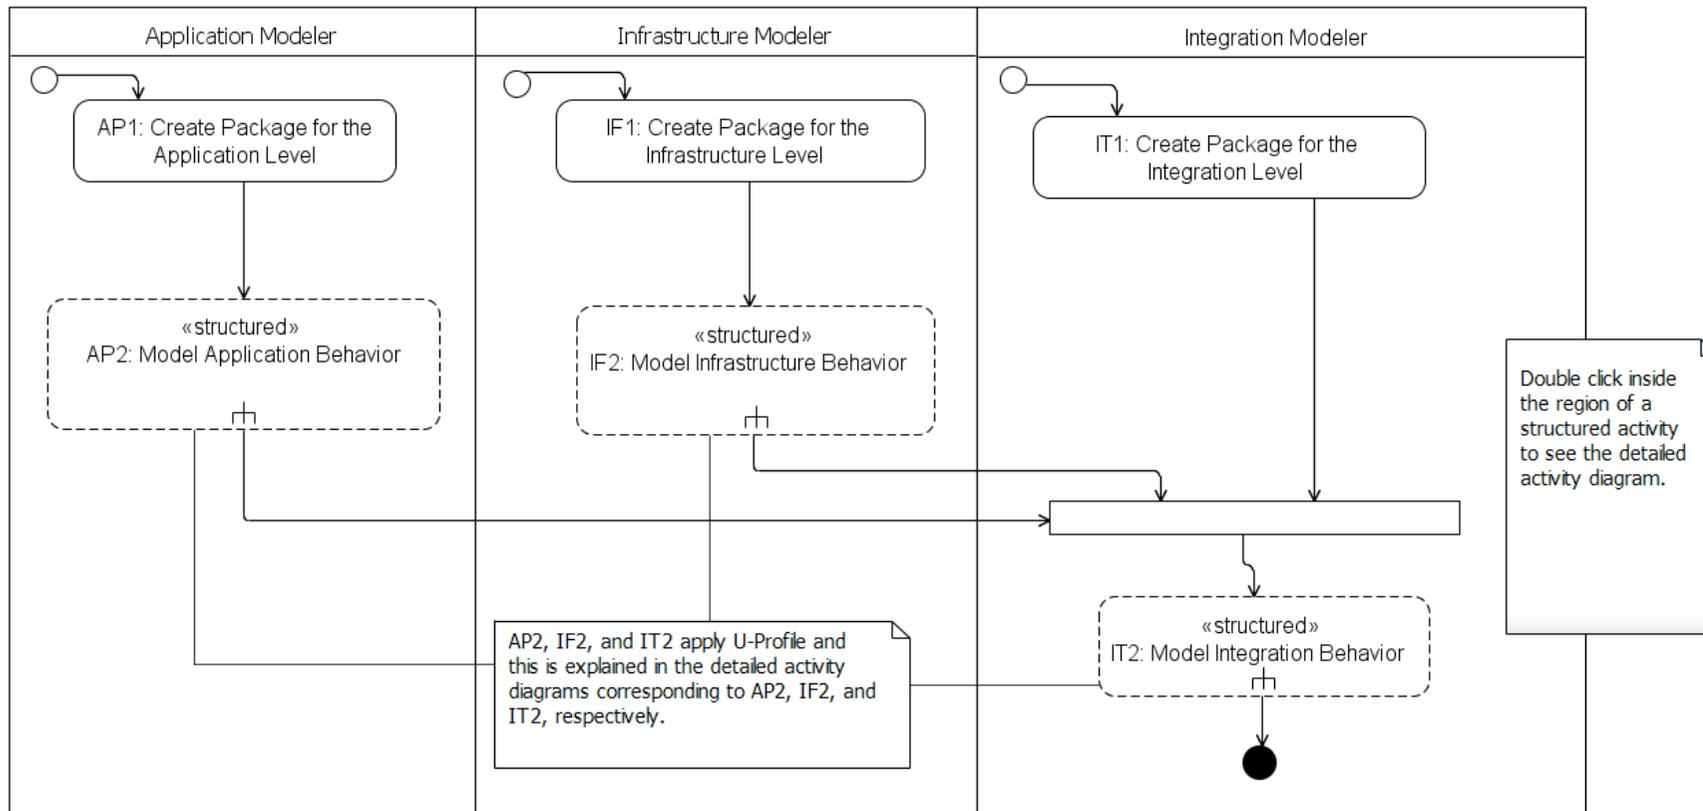 Application Modeler
Infrastructure Modeler
Integration Modeler
AP1: Create Package for the
Application Level
IF1: Create Package for the
Infrastructure Level
IT1: Create Package for the
Integration Level
«structured»
AP2: Model Application Behavior
«structured»
IF2: Model Infrastructure Behavior
Double click inside
the region of a
structured activity
to see the detailed
activity diagram.
AP2, IF2, and IT2 apply U-Profile and
this is explained in the detailed activity
diagrams corresponding to AP2, IF2, and
IT2, respectively.
«structured»
IT2: Model Integration Behavior